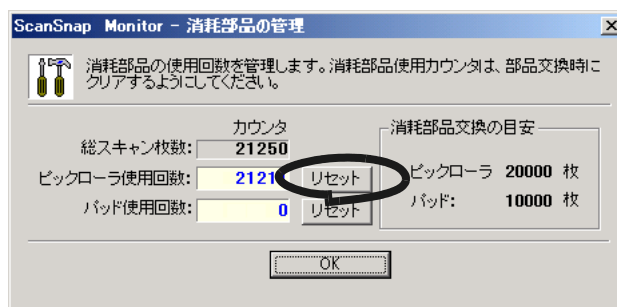 ScanSnap Monitor - 消耗部品の管理
消耗部品の使用回数を管理します。消耗部品使用カウンタは、部品交換時に
クリアするようにしてください。
カウンタ
総スキャン枚数: 21250
ピックローラ使用回数: リセット
パッド使用回数: 0 リセット
消耗部品交換の目安
ピックローラ 20000 枚
パッド: 10000 枚
OK